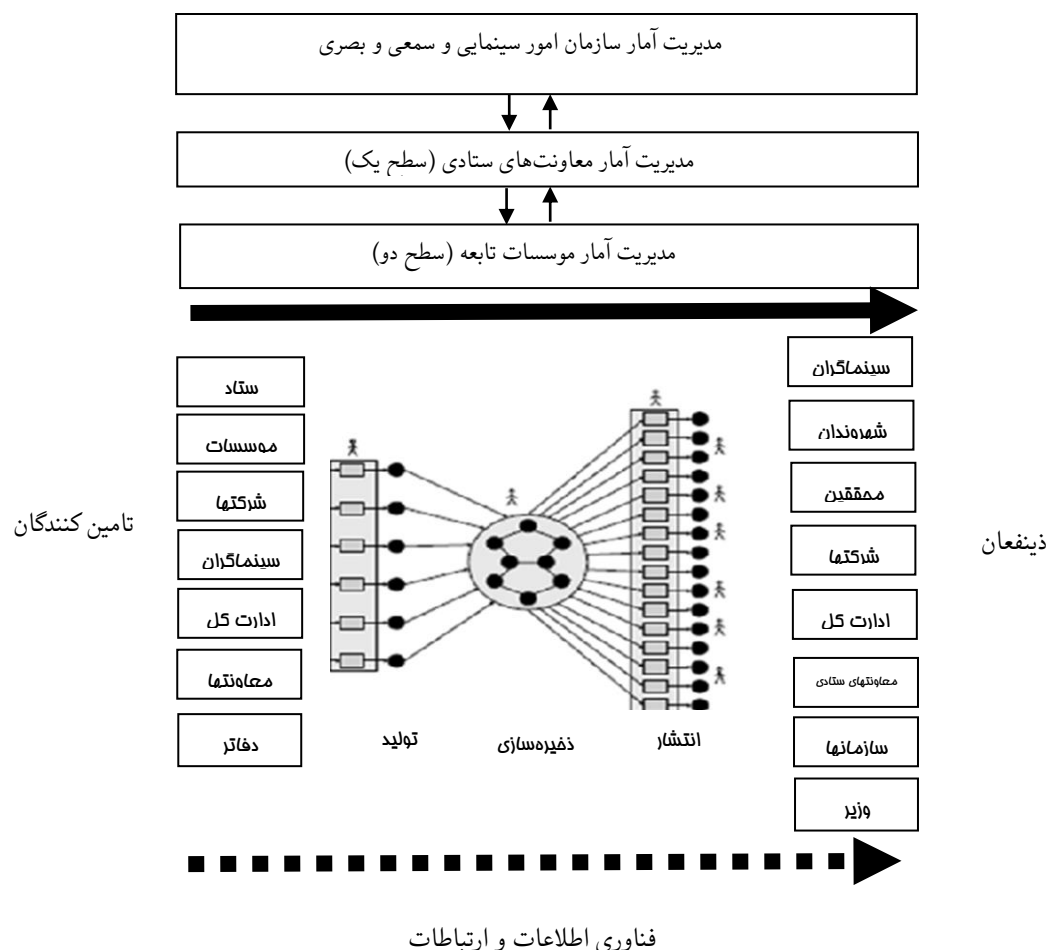 مدیریت آمار سازمان امور سینمایی و سمعی و بصری
مدیریت آمار معاونت‌های ستادی (سطح یک)
مدیریت آمار موسسات تابعه (سطح دو)
ذینفعان
سینماگران
شهروندان
محققین
شرکتها
ادارت کل
معاونتهای ستادی
سازمانها
وزیر
انتشار
ذخیره‌سازی
تولید
ستاد
موسسات
شرکتها
سینماگران
ادارت کل
معاونتها
دفاتر
تامین کنندگان
فناوری اطلاعات و ارتباطات